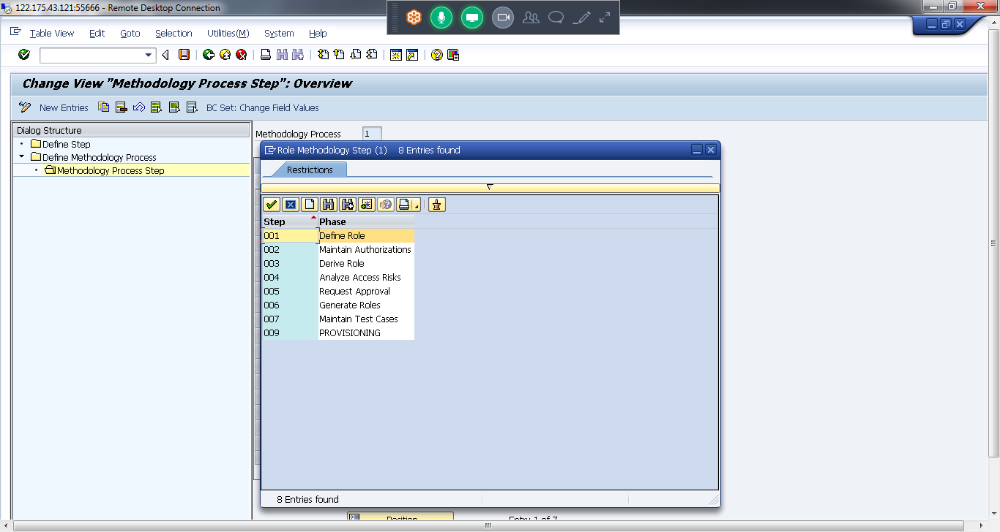 122.175.43.121:55666 - Remote Desktop Connection
Table View Edit Goto Selection Utilities(M) System Help
Change View "Methodology Process Step": Overview
New Entries BC Set: Change Field Values
Dialog Structure
Define Step
Define Methodology Process
Methodology Process Step
Methodology Process 1
Role Methodology Step (1) 8 Entries found
Restrictions
Step Phase
001 Define Role
002 Maintain Authorizations
003 Derive Role
004 Analyze Access Risks
005 Request Approval
006 Generate Roles
007 Maintain Test Cases
009 PROVISIONING
8 Entries found
Position... Entry 1 of 7